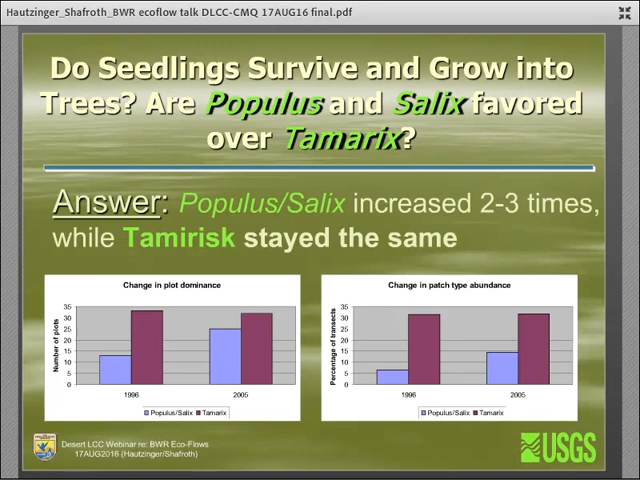 Hautzinger_Shafroth_BWR ecoflow talk DLCC-CMQ 17AUG16 final.pdf
Do Seedlings Survive and Grow into
Trees? Are Populus and Salix favored
over Tamarix?
Answer: Populus/Salix increased 2-3 times,
while Tamirisk stayed the same
Change in plot dominance
Number of plots
35
30
25
20
15
10
5
0
1996
2005
Populus/Salix
Tamarix
Change in patch type abundance
Percentage of transects
35
30
25
20
15
10
5
0
1996
2005
Populus/Salix
Tamarix
Desert LCC Webinar re: BWR Eco-Flows
17AUG2016 (Hautzinger/Shafroth)
USGS